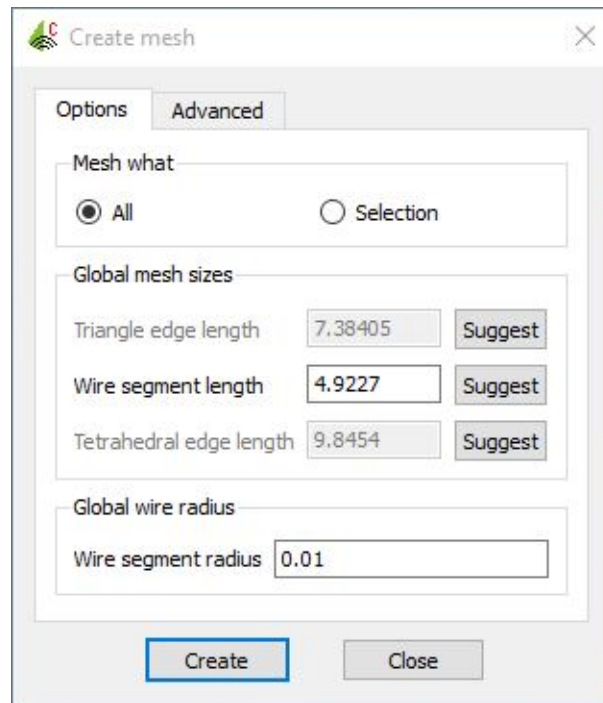 Create mesh
Options Advanced
Mesh what
All Selection
Global mesh sizes
Triangle edge length 7.38405 Suggest
Wire segment length 4.9227 Suggest
Tetrahedral edge length 9.8454 Suggest
Global wire radius
Wire segment radius 0.01
Create Close